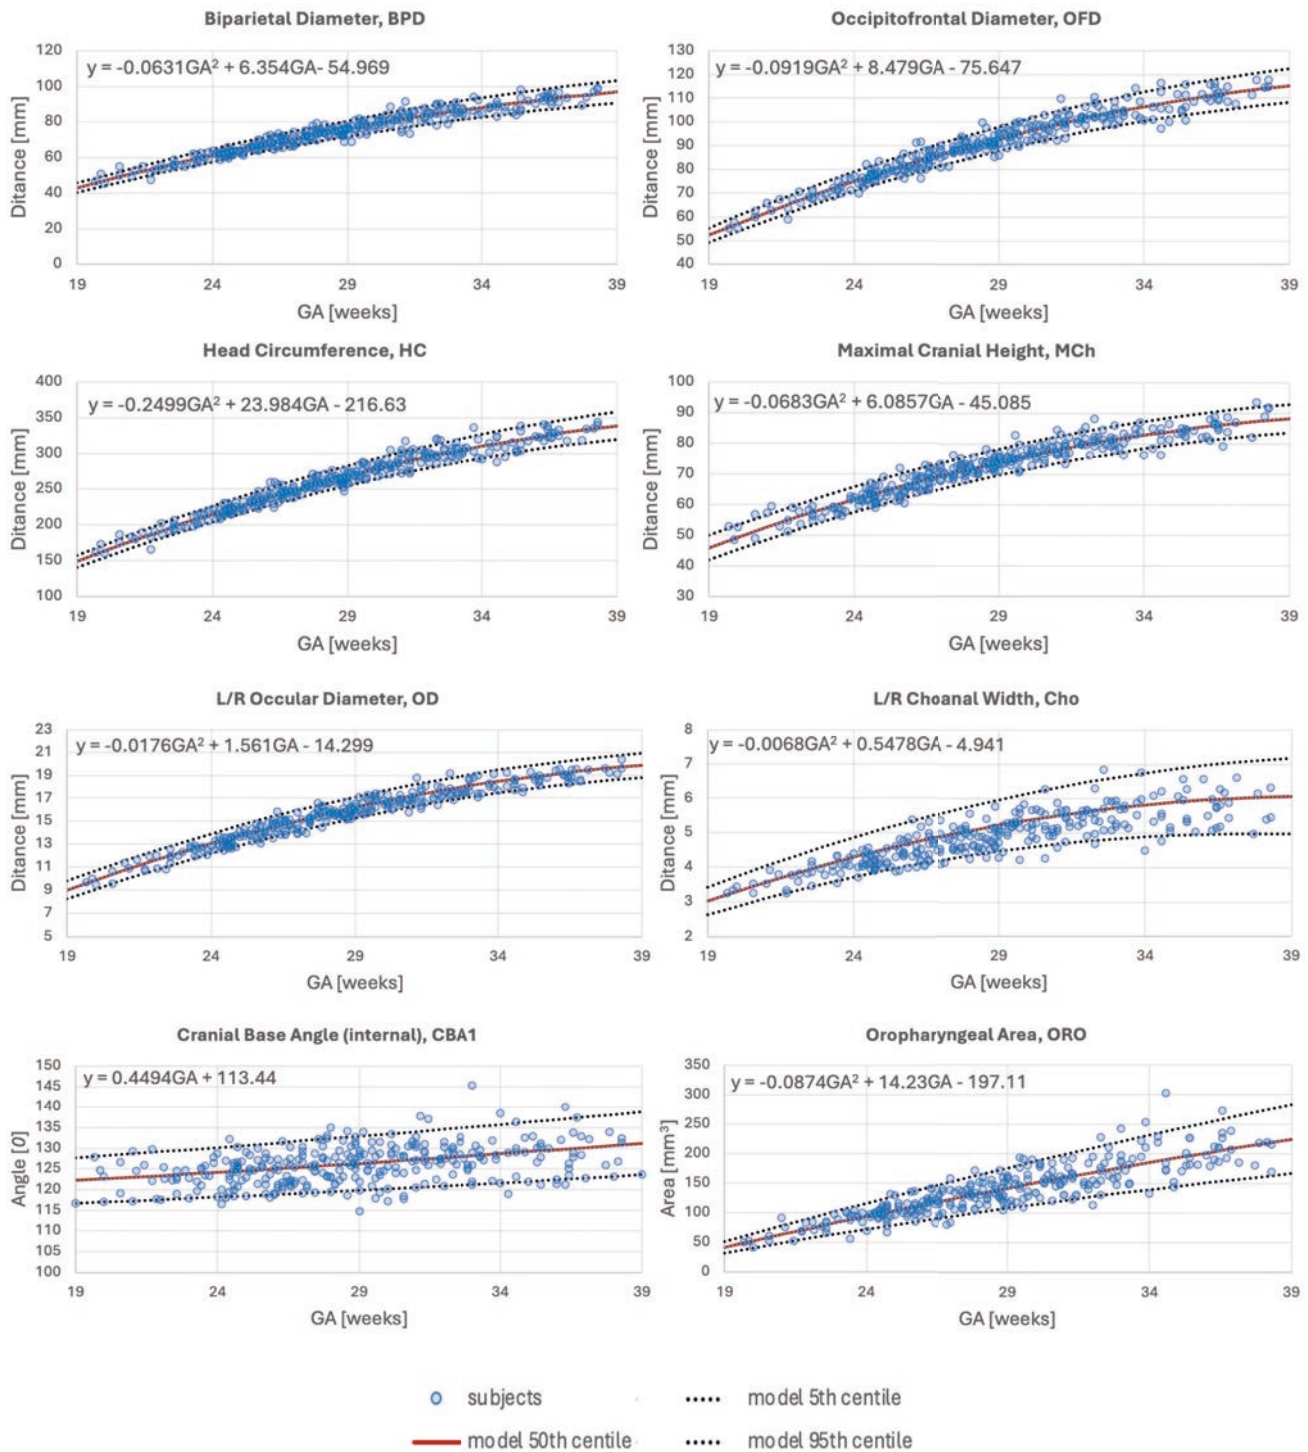 Biparietal Diameter, BPD
120
y = -0.0631GA² + 6.354GA- 54.969
100
80
60
40
20
0
Ditance [mm]
19 24 29 34 39
GA [weeks]
Occipitofrontal Diameter, OFD
130
y = -0.0919GA² + 8.479GA - 75.647
120
110
100
90
80
70
60
50
40
Ditance [mm]
19 24 29 34 39
GA [weeks]
Head Circumference, HC
400
y = -0.2499GA² + 23.984GA - 216.63
350
300
250
200
150
100
Ditance [mm]
19 24 29 34 39
GA [weeks]
Maximal Cranial Height, MCh
100
y = -0.0683GA² + 6.0857GA - 45.085
90
80
70
60
50
40
30
Ditance [mm]
19 24 29 34 39
GA [weeks]
L/R Occular Diameter, OD
23
y = -0.0176GA² + 1.561GA - 14.299
21
19
17
15
13
11
9
7
5
Ditance [mm]
19 24 29 34 39
GA [weeks]
L/R Choanal Width, Cho
8
y = -0.0068GA² + 0.5478GA - 4.941
7
6
5
4
3
2
Ditance [mm]
19 24 29 34 39
GA [weeks]
Cranial Base Angle (internal), CBA1
150
y = 0.4494GA + 113.44
145
140
135
130
125
120
115
110
105
100
Angle [0]
19 24 29 34 39
GA [weeks]
Oropharyngeal Area, ORO
350
y = -0.0874GA² + 14.23GA - 197.11
300
250
200
150
100
50
0
Area [mm³]
19 24 29 34 39
GA [weeks]
subjects
model 5th centile
model 50th centile
model 95th centile